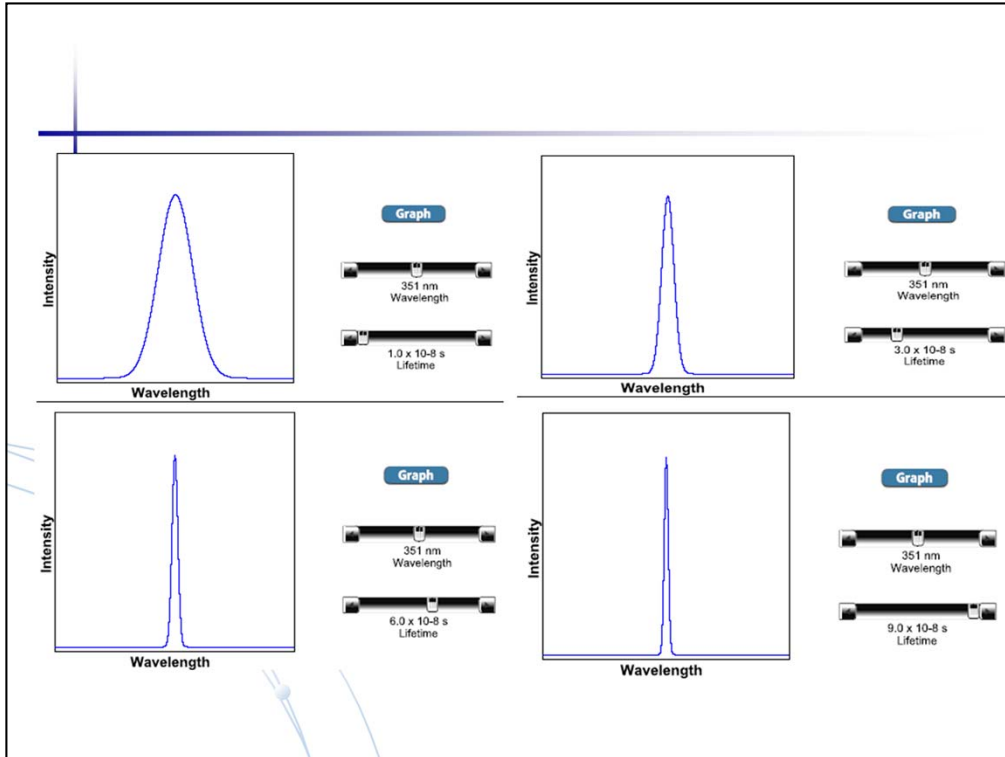 Intensity
Wavelength
Graph
351 nm
Wavelength
1.0 x 10-8 s
Lifetime
Intensity
Wavelength
Graph
351 nm
Wavelength
3.0 x 10-8 s
Lifetime
Intensity
Wavelength
Graph
351 nm
Wavelength
6.0 x 10-8 s
Lifetime
Intensity
Wavelength
Graph
351 nm
Wavelength
9.0 x 10-8 s
Lifetime